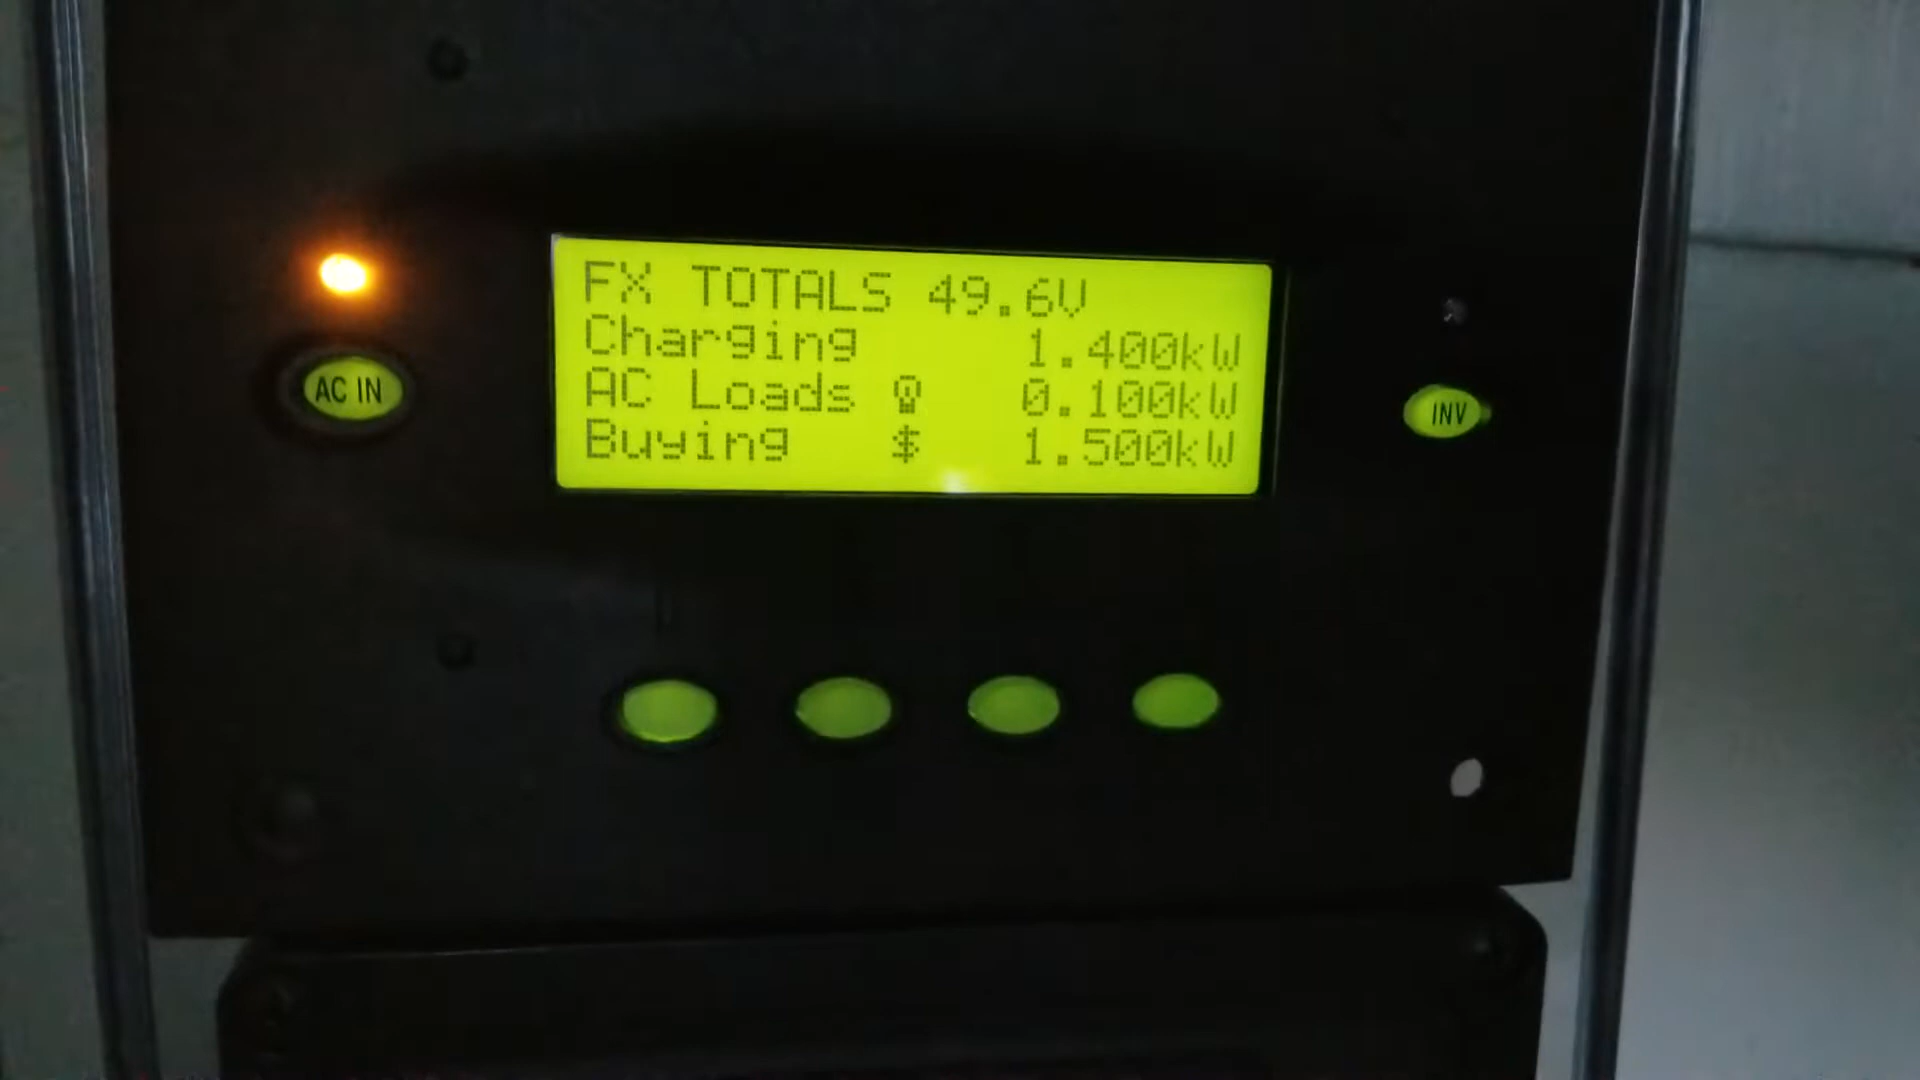 FX TOTALS 49.6V
Charging 1.400kW
AC Loads 0.100kW
Buying $ 1.500kW
AC IN
INV